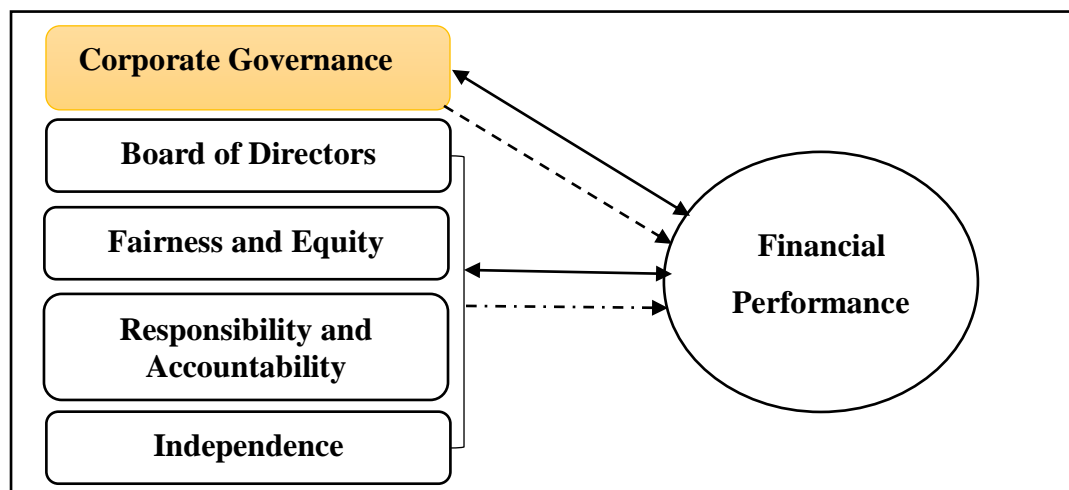 Corporate Governance
Board of Directors
Fairness and Equity
Responsibility and
Accountability
Independence
Financial
Performance